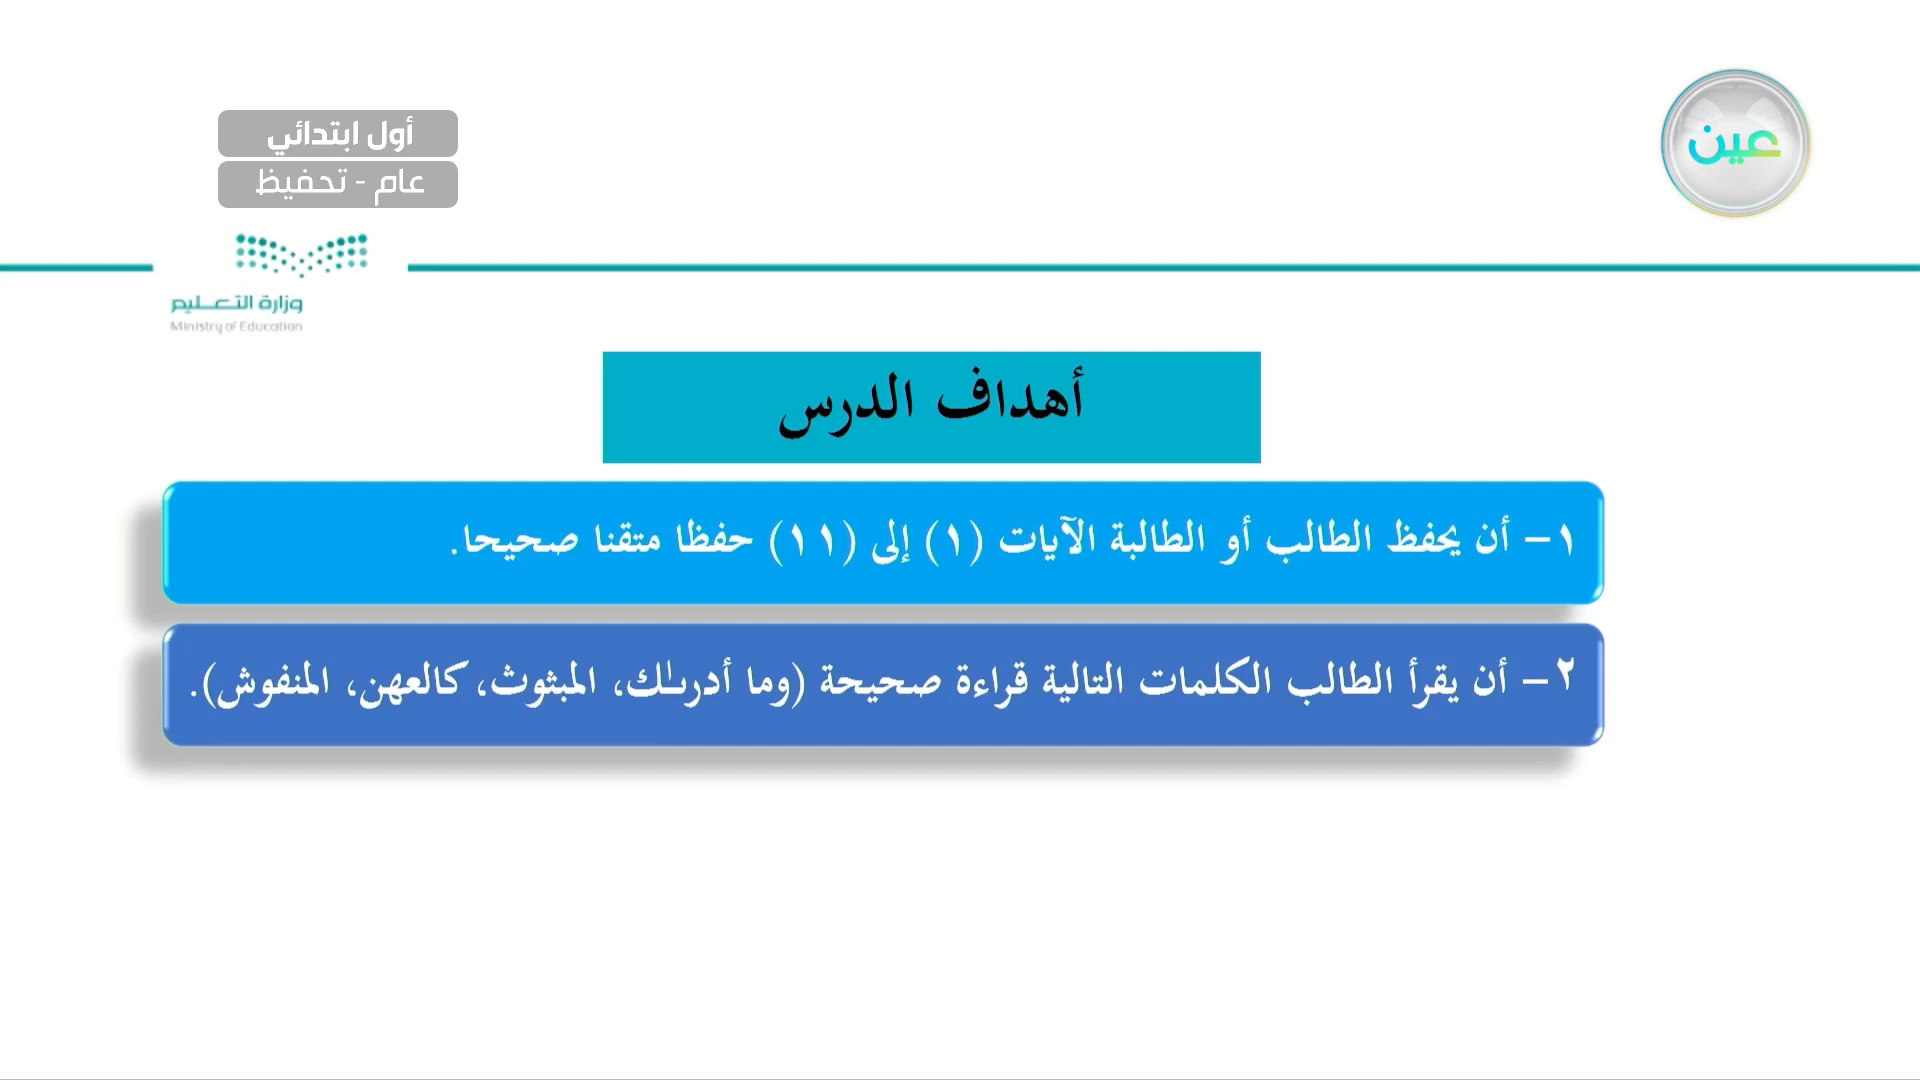 عين
أول ابتدائي
عام - تحفيظ
وزارة التعليم
Ministry of Education
أهداف الدرس
١- أن يحفظ الطالب أو الطالبة الآيات (١) إلى (١١) حفظا متقنا صحيحا.
٢- أن يقرأ الطالب الكلمات التالية قراءة صحيحة (وما أدرىٰك، المبثوث، كالعهن، المنفوش).